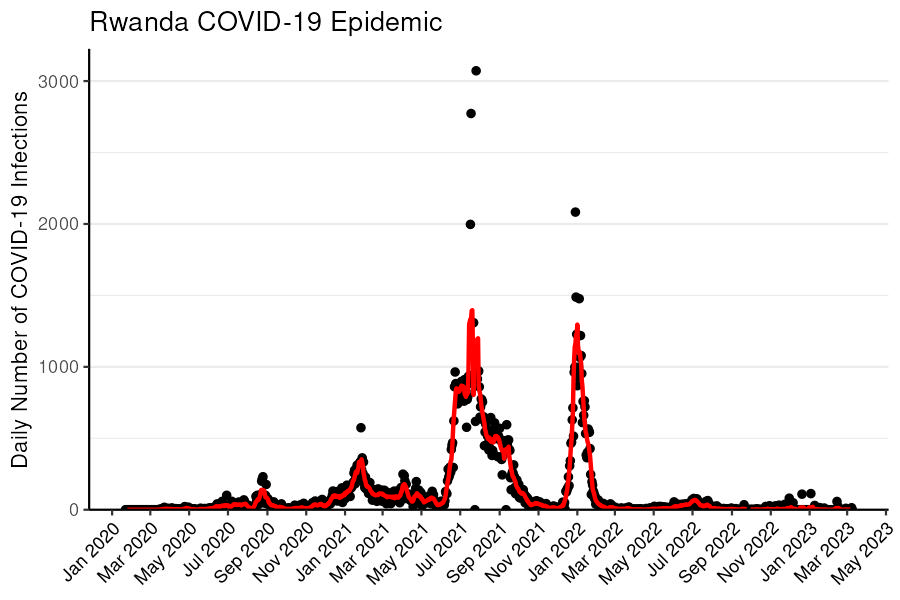 Rwanda COVID-19 Epidemic
Daily Number of COVID-19 Infections
3000
2000
1000
0
Jan 2020
Mar 2020
May 2020
Jul 2020
Sep 2020
Nov 2020
Jan 2021
Mar 2021
May 2021
Jul 2021
Sep 2021
Nov 2021
Jan 2022
Mar 2022
May 2022
Jul 2022
Sep 2022
Nov 2022
Jan 2023
Mar 2023
May 2023